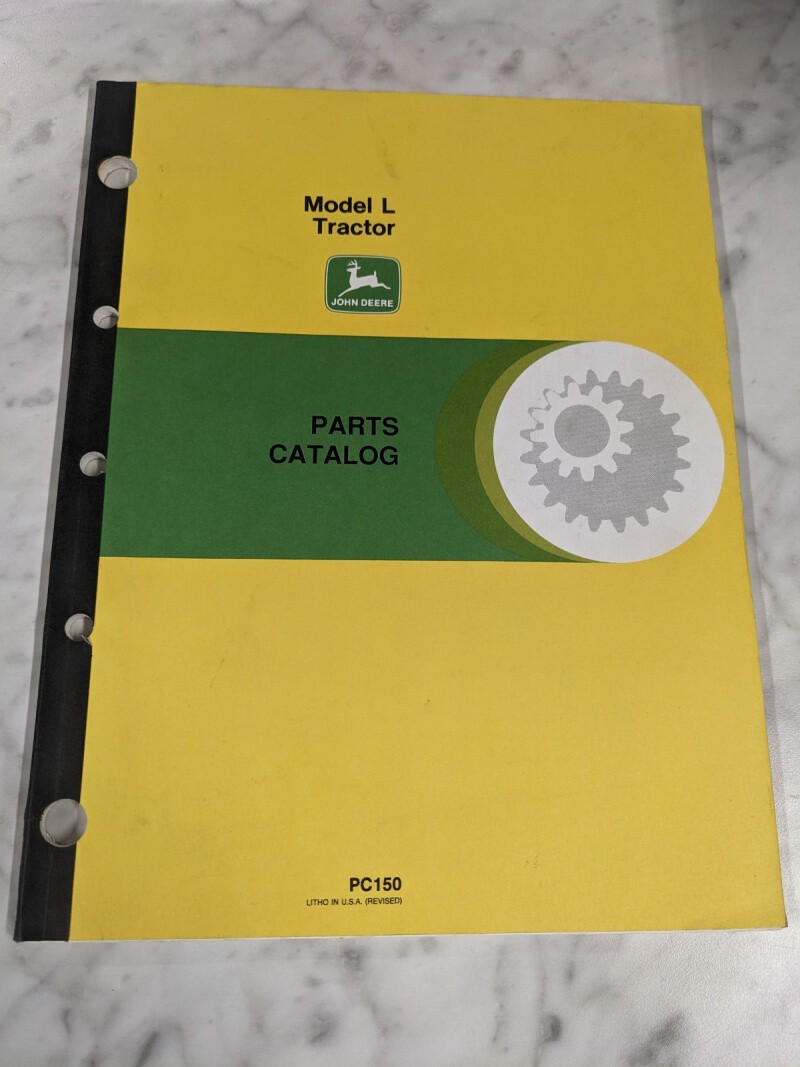 Model L
Tractor
JOHN DEERE
PARTS
CATALOG
PC150
LITHO IN U.S.A. (REVISED)